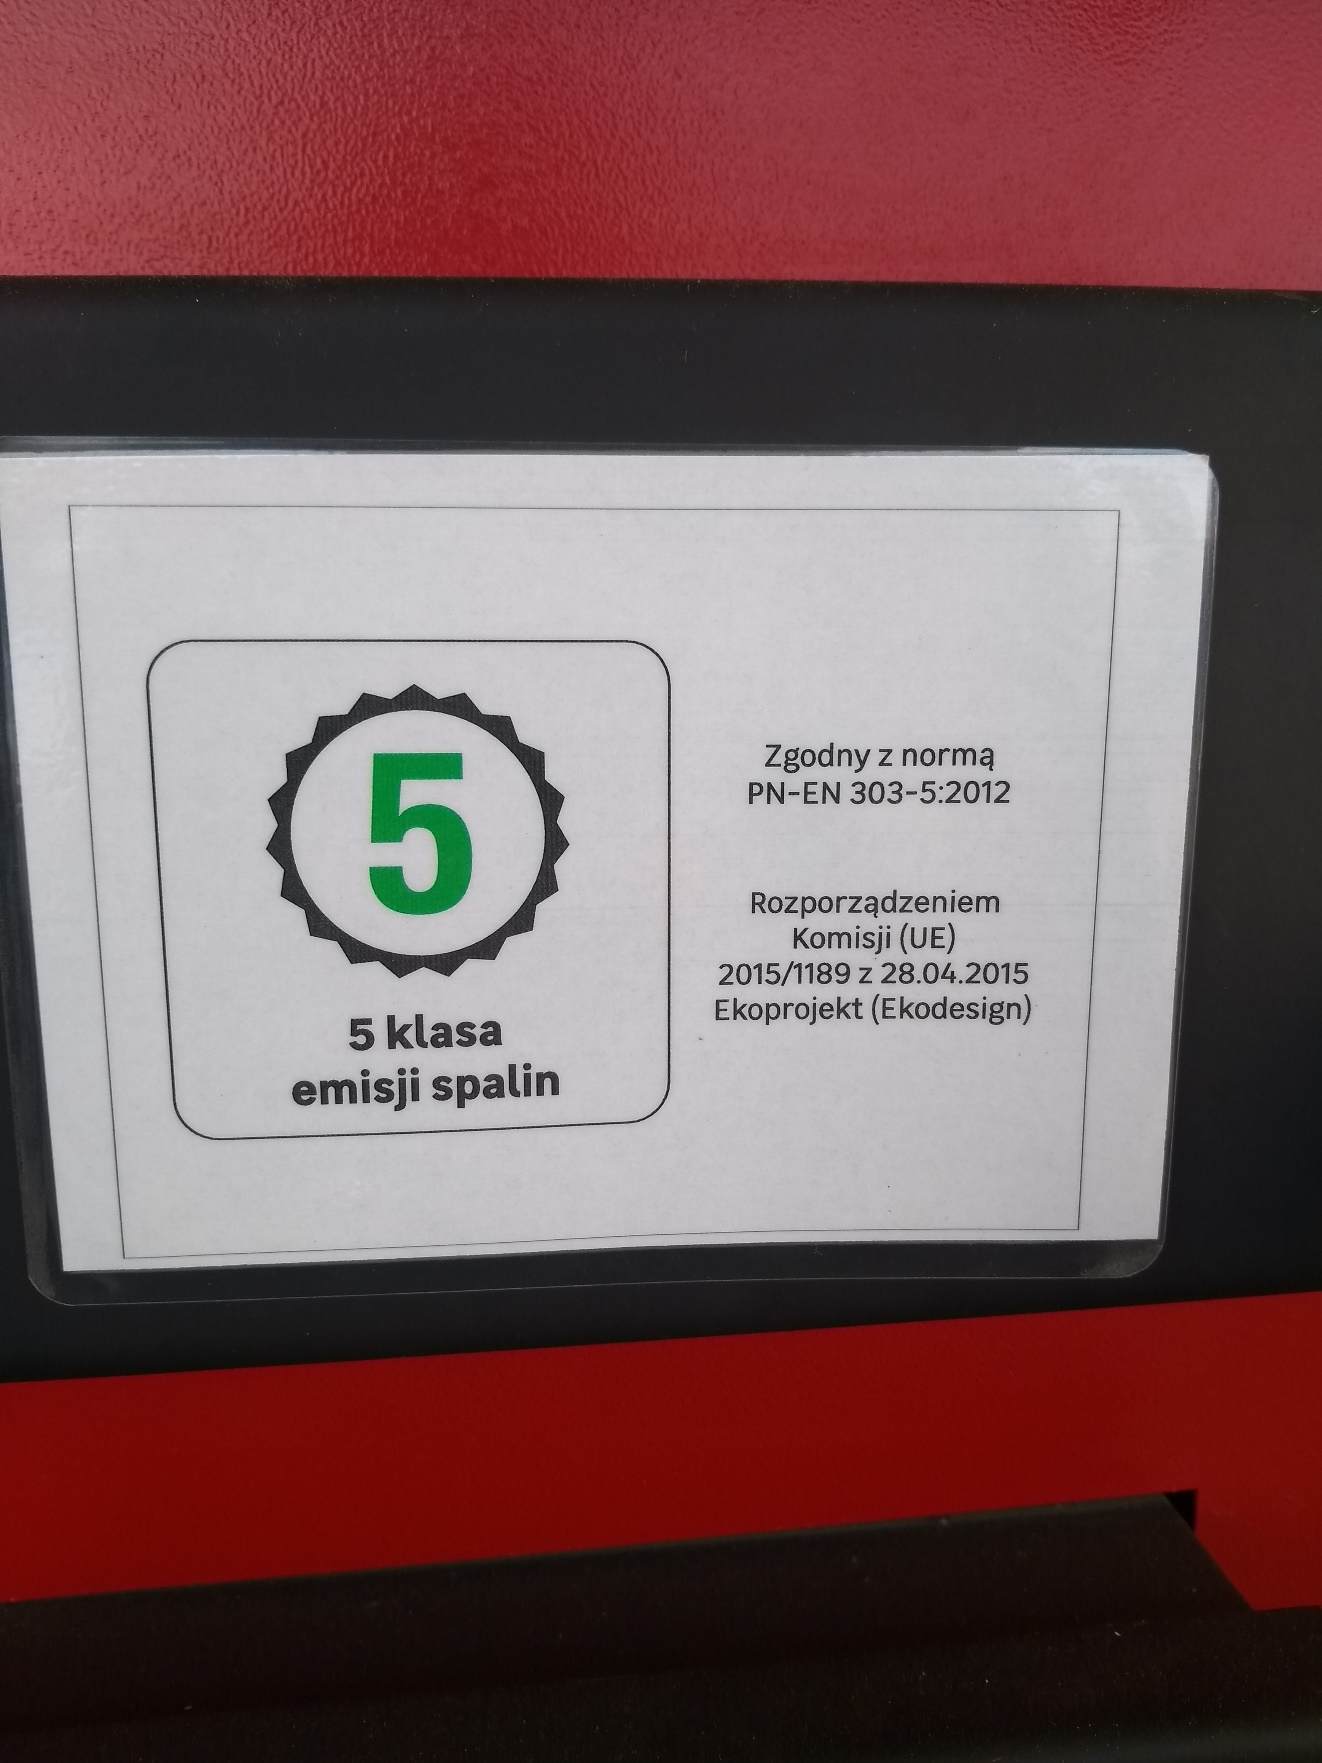 5
5 klasa
emisji spalin
Zgodny z normą
PN-EN 303-5:2012
Rozporządzeniem
Komisji (UE)
2015/1189 z 28.04.2015
Ekoprojekt (Ekodesign)